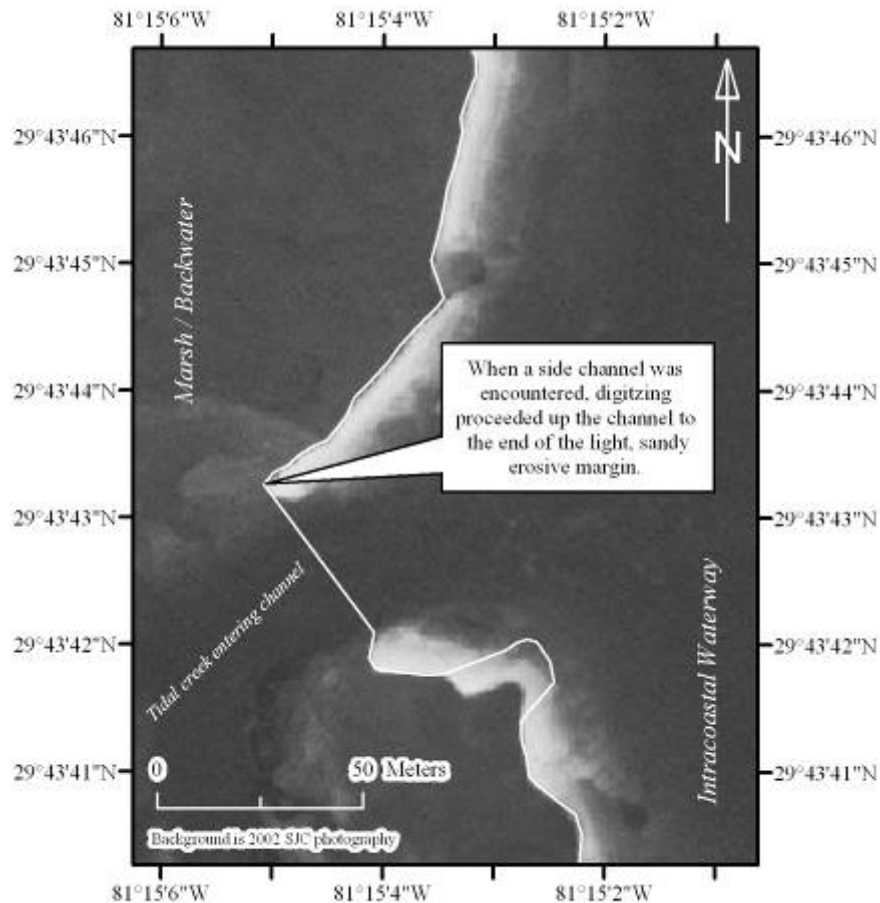 81°15'6"W 81°15'4"W 81°15'2"W
29°43'46"N 29°43'46"N
N
29°43'45"N 29°43'45"N
Marsh / Backwater
When a side channel was
encountered, digitzing
proceeded up the channel to
the end of the light, sandy
erosive margin.
29°43'44"N 29°43'44"N
29°43'43"N 29°43'43"N
Tidal creek entering channel
Intracoastal Waterway
29°43'42"N 29°43'42"N
29°43'41"N 29°43'41"N
0 50 Meters
Background is 2002 SJC photography
81°15'6"W 81°15'4"W 81°15'2"W